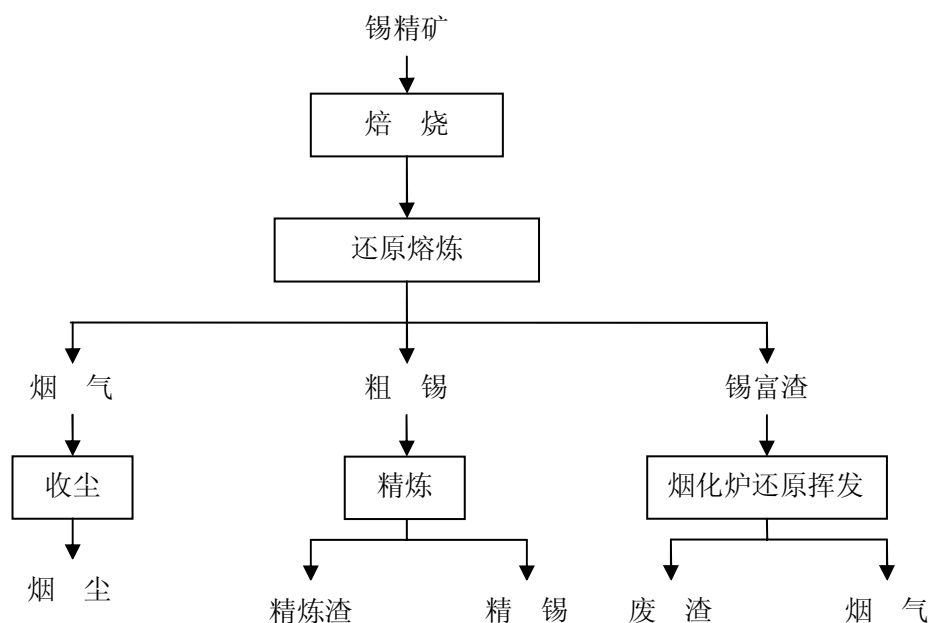 锡精矿
焙 烧
还原熔炼
烟 气
粗 锡
锡富渣
收尘
精炼
烟化炉还原挥发
烟 尘
精炼渣
精 锡
废 渣
烟 气